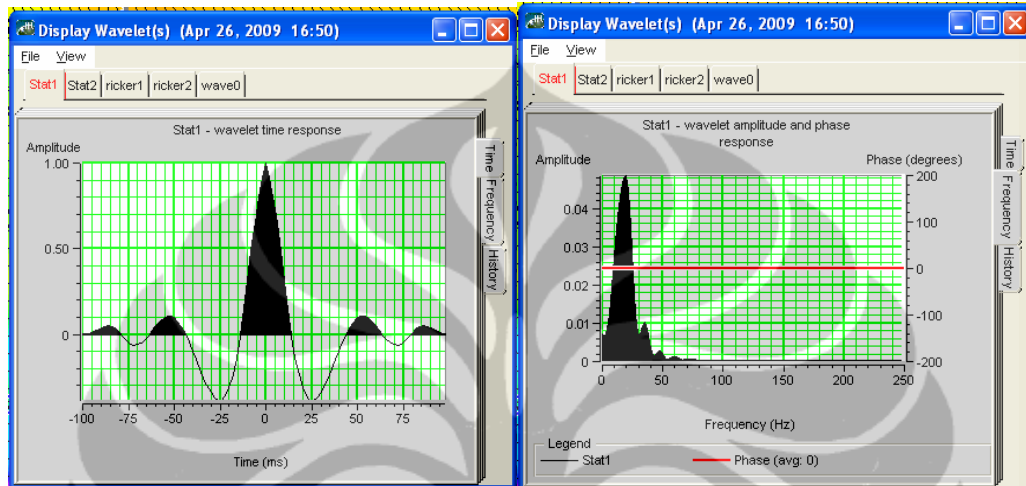 Display Wavelet(s) (Apr 26, 2009 16:50)
File View
Stat1 Stat2 ricker1 ricker2 wave0
Stat1 - wavelet time response
Amplitude
1.00
0.50
0
-100 -75 -50 -25 0 25 50 75
Time (ms)
Time
Frequency
History
Display Wavelet(s) (Apr 26, 2009 16:50)
File View
Stat1 Stat2 ricker1 ricker2 wave0
Stat1 - wavelet amplitude and phase
response
Amplitude Phase (degrees)
0.04
0.03
0.02
0.01
0
200
100
0
-100
-200
0 50 100 150 200 250
Frequency (Hz)
Legend
Stat1 Phase (avg: 0)
Time
Frequency
History